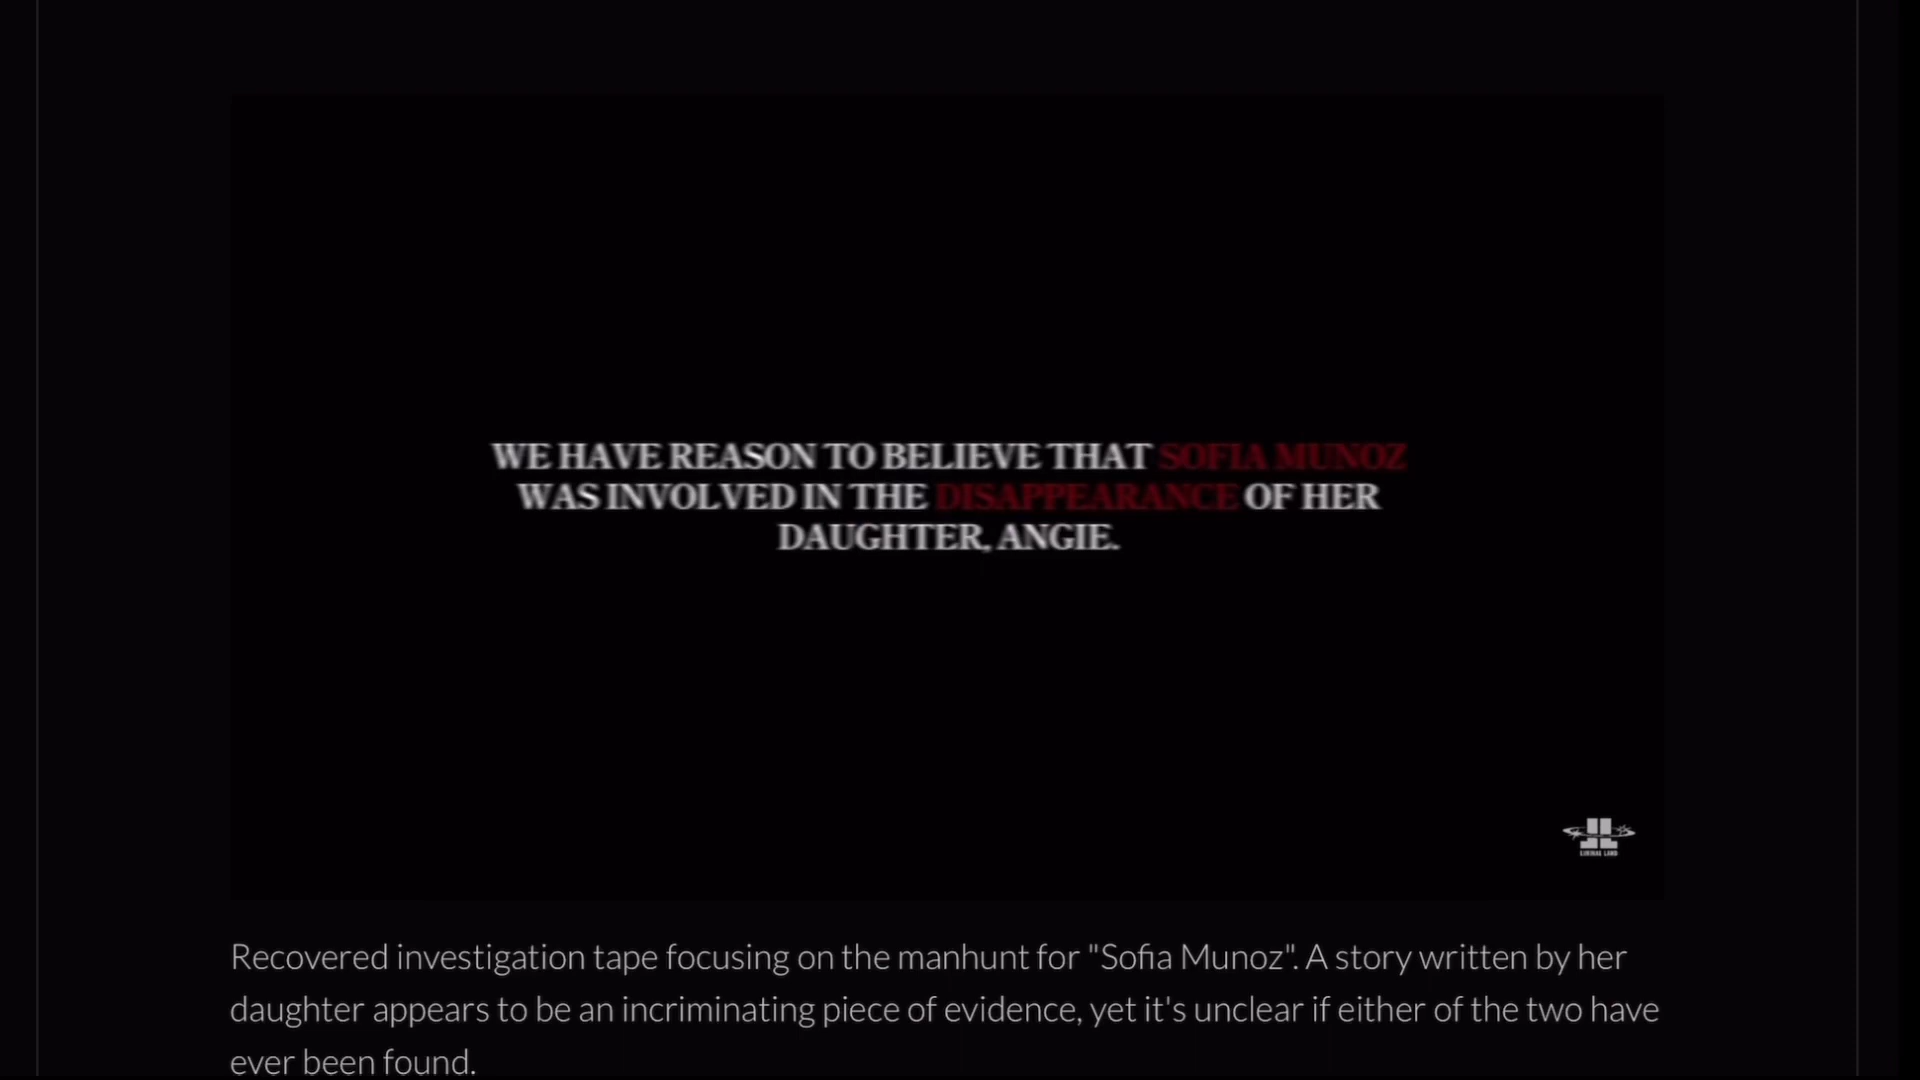 WE HAVE REASON TO BELIEVE THAT SOFIA MUNOZ
WAS INVOLVED IN THE DISAPPEARANCE OF HER
DAUGHTER, ANGIE.
LIMINAL LAND
Recovered investigation tape focusing on the manhunt for "Sofia Munoz". A story written by her
daughter appears to be an incriminating piece of evidence, yet it's unclear if either of the two have
ever been found.